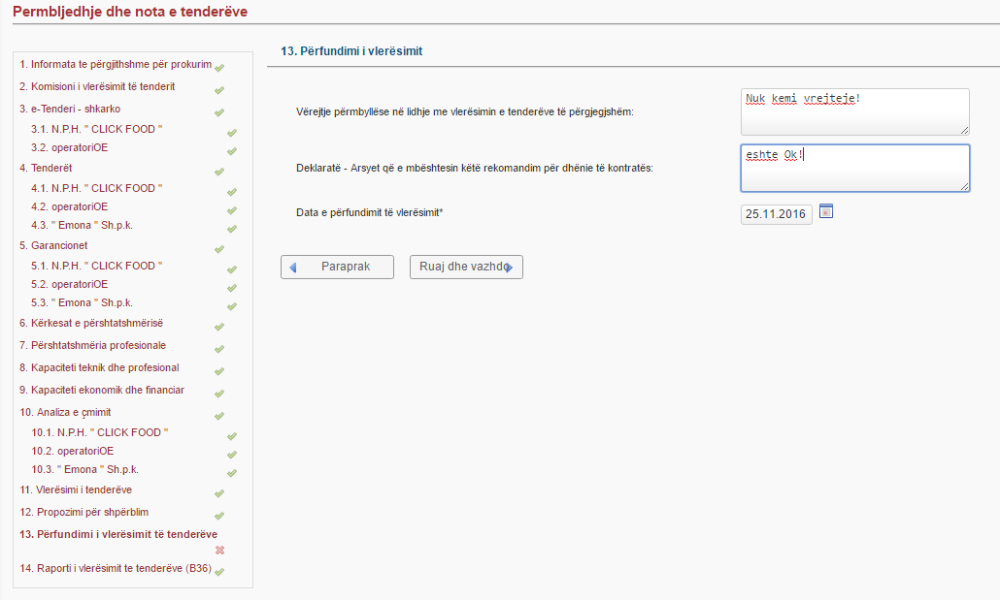 Permbljedhje dhe nota e tenderëve
1. Informata te përgjithshme për prokurim
2. Komisioni i vlerësimit të tenderit
3. e-Tenderi - shkarko
3.1. N.P.H. " CLICK FOOD "
3.2. operatoriOE
4. Tenderët
4.1. N.P.H. " CLICK FOOD "
4.2. operatoriOE
4.3. " Emona " Sh.p.k.
5. Garancionet
5.1. N.P.H. " CLICK FOOD "
5.2. operatoriOE
5.3. " Emona " Sh.p.k.
6. Kërkesat e përshtatshmërisë
7. Përshtatshmëria profesionale
8. Kapaciteti teknik dhe profesional
9. Kapaciteti ekonomik dhe financiar
10. Analiza e çmimit
10.1. N.P.H. " CLICK FOOD "
10.2. operatoriOE
10.3. " Emona " Sh.p.k.
11. Vlerësimi i tenderëve
12. Propozimi për shpërblim
13. Përfundimi i vlerësimit të tenderëve
14. Raporti i vlerësimit te tenderëve (B36)
13. Përfundimi i vlerësimit
Vërejtje përmbyllëse në lidhje me vlerësimin e tenderëve të përgjegjshëm:
Nuk kemi vrejteje!
Deklaratë - Arsyet që e mbështesin këtë rekomandim për dhënie të kontratës:
eshte Ok!
Data e përfundimit të vlerësimit*
25.11.2016
Paraprak
Ruaj dhe vazhdo